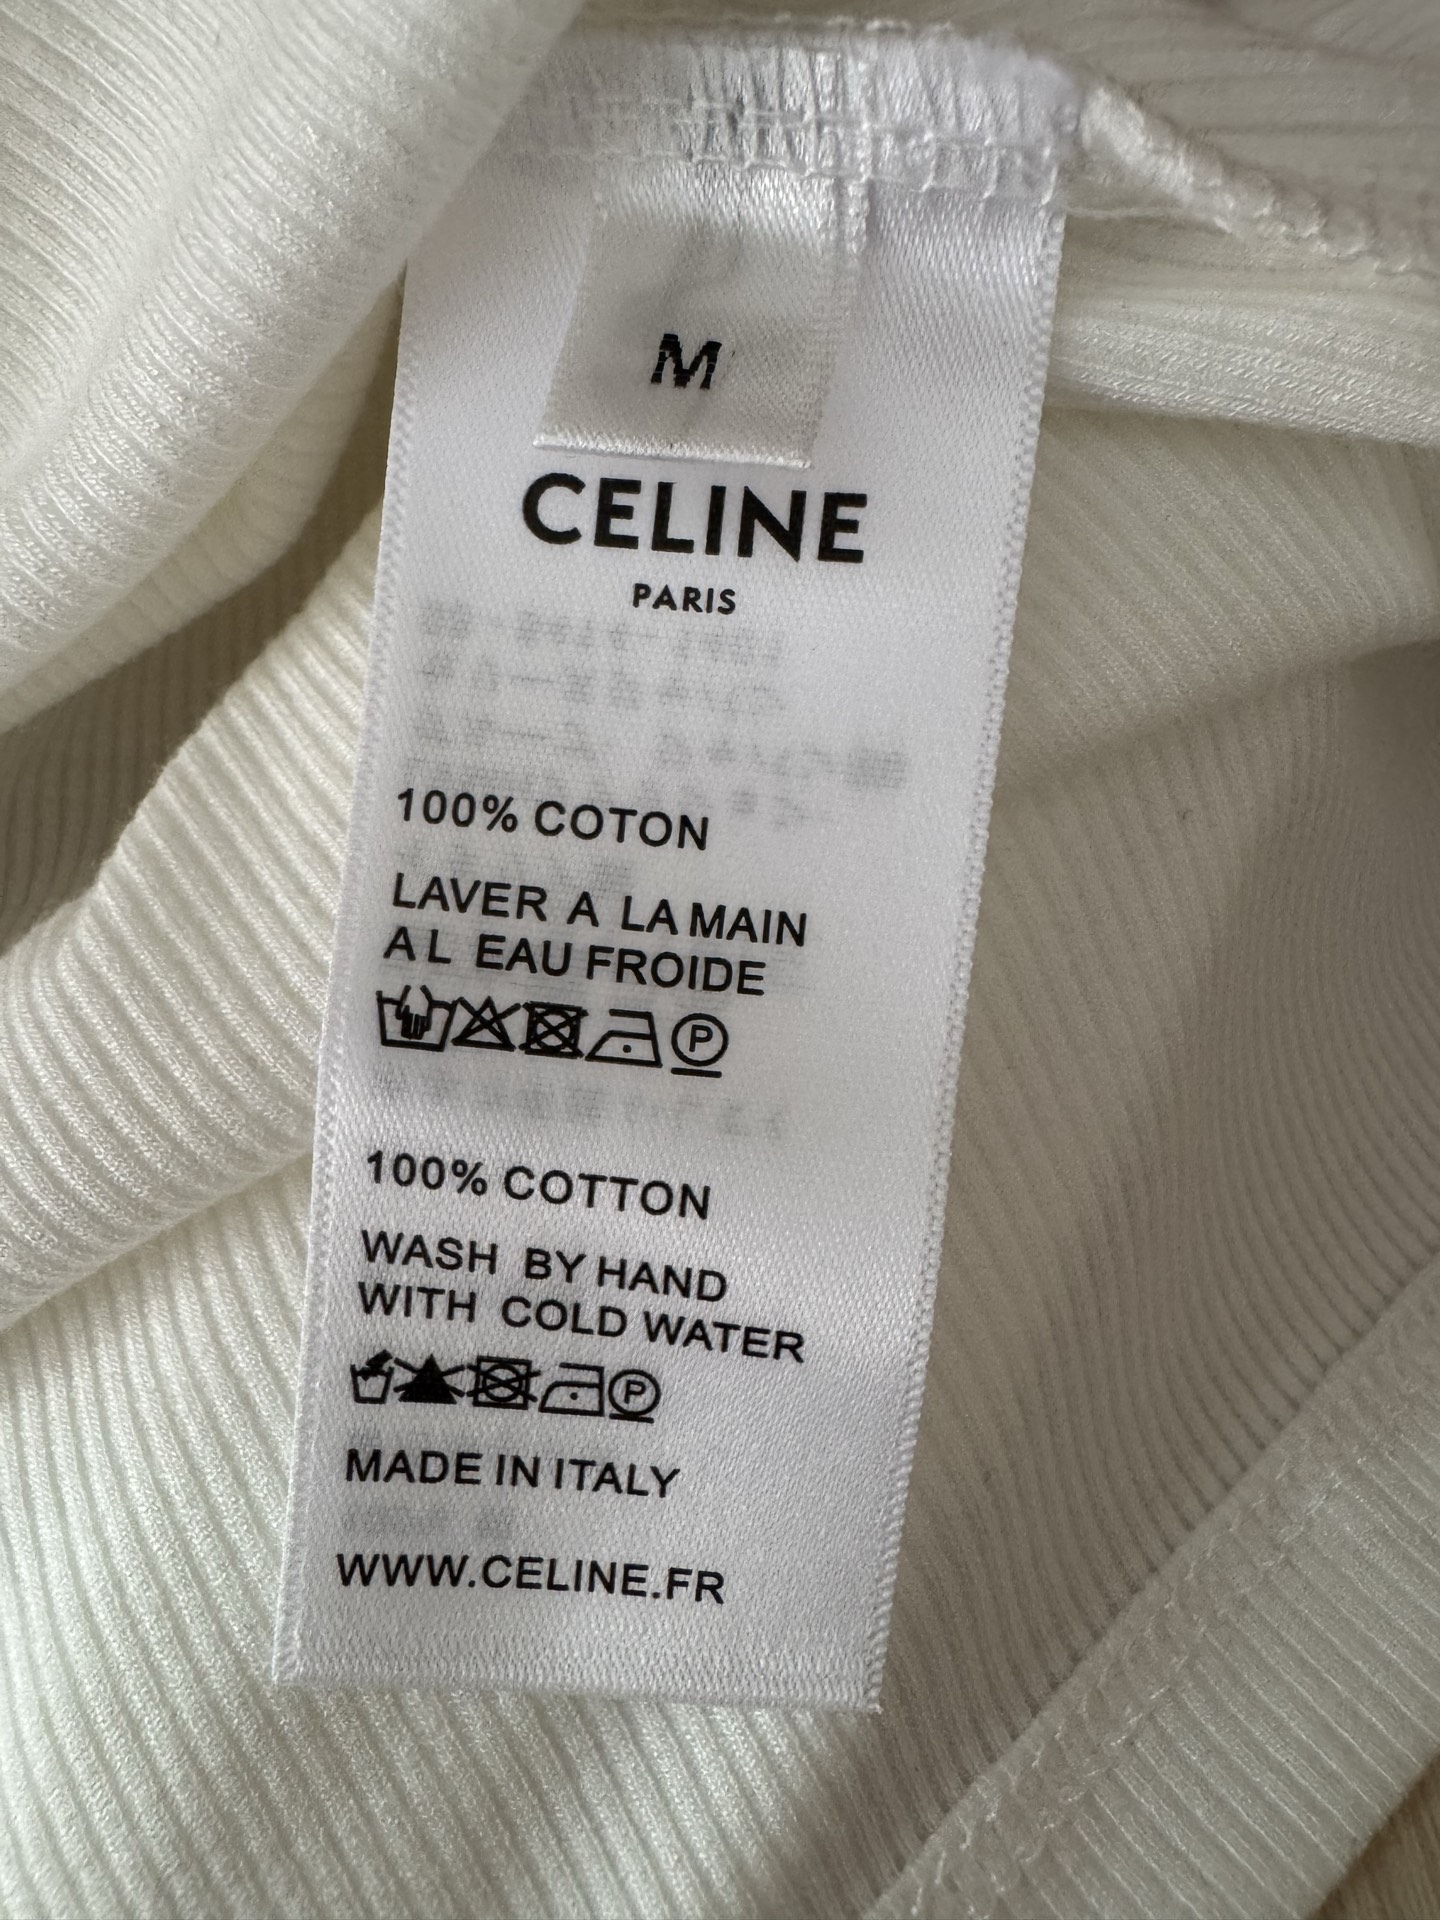 M
CELINE
PARIS
100% COTON
LAVER A LA MAIN
A L EAU FROIDE
P
100% COTTON
WASH BY HAND
WITH COLD WATER
P
MADE IN ITALY
WWW.CELINE.FR